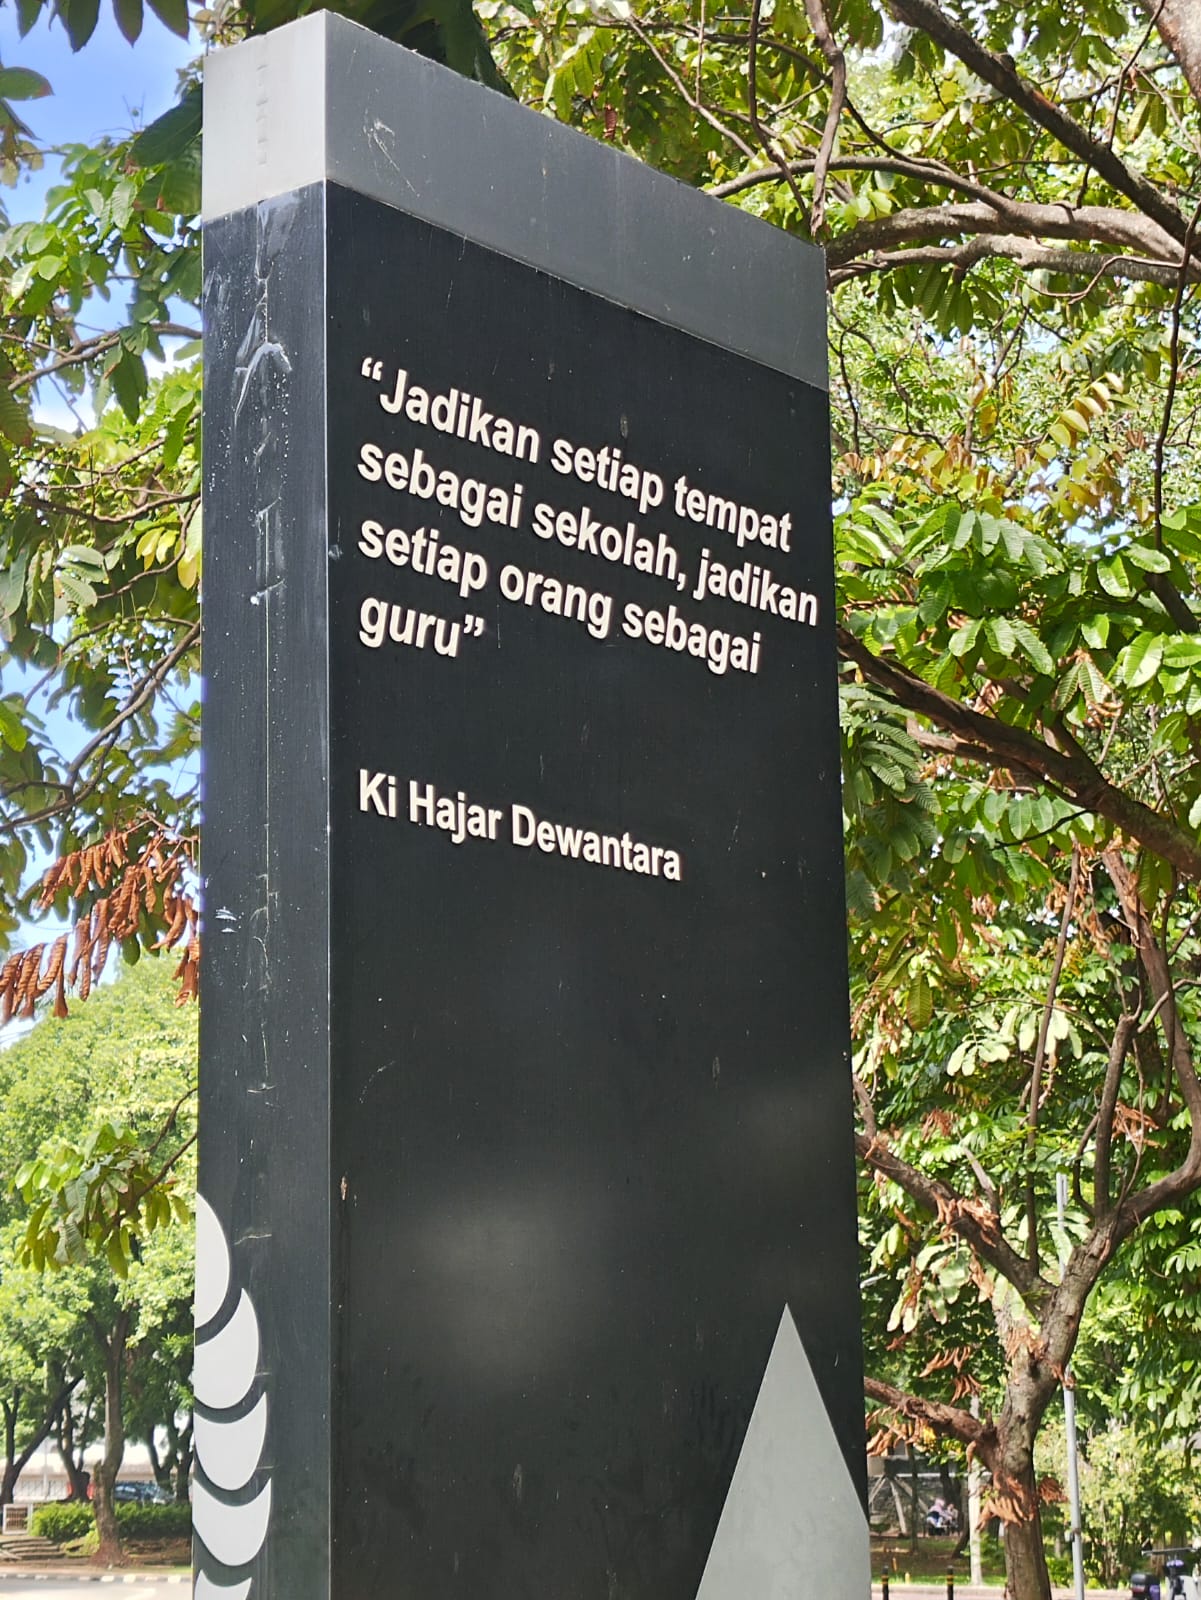 “Jadikan setiap tempat
sebagai sekolah, jadikan
setiap orang sebagai
guru”
Ki Hajar Dewantara